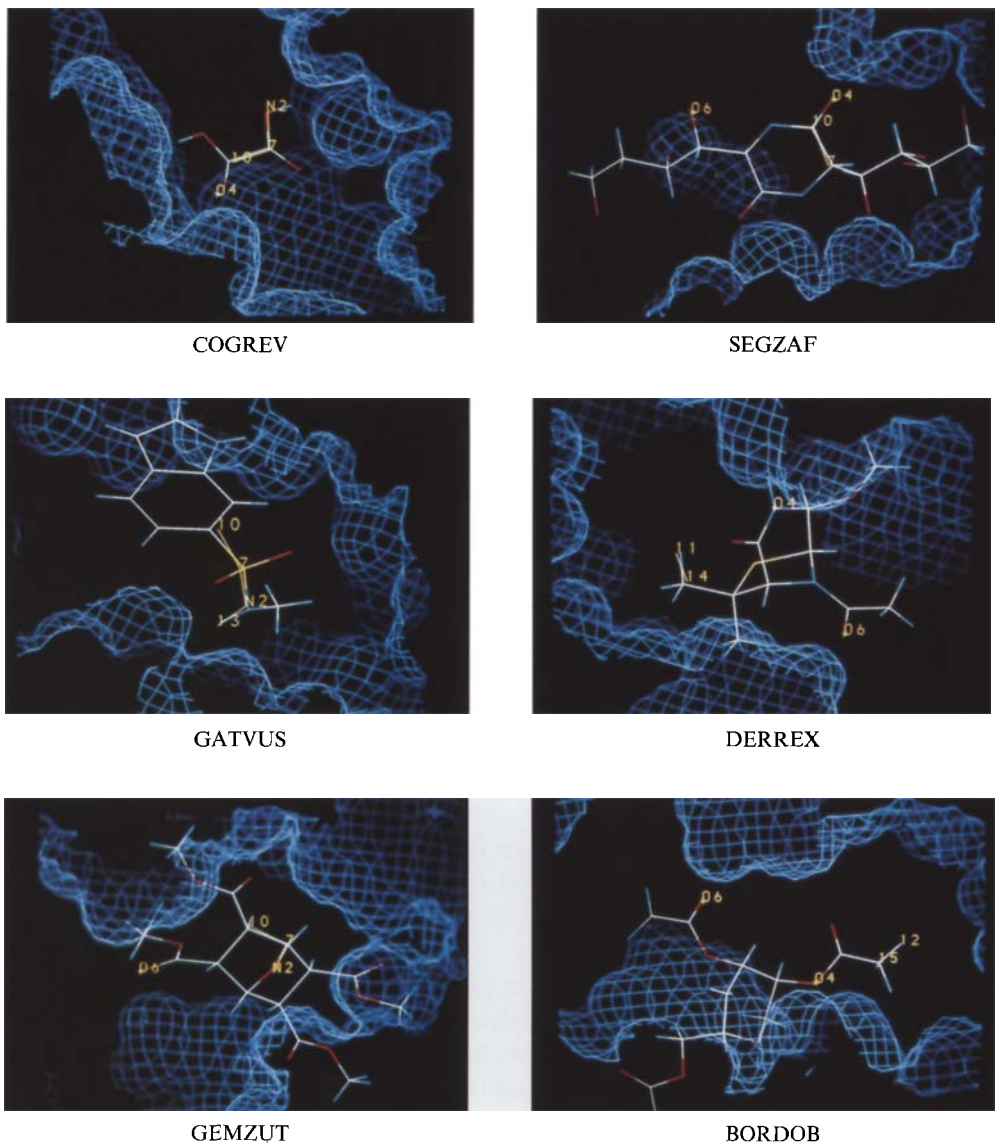 N2
10 7
O4
COGREV
O4
O6
10
7
SEGZAF
10
7
N2
13
GATVUS
O4
11
14
O6
DERREX
10
7
O6
N2
GEMZUT
O6
12
15
O4
BORDOB